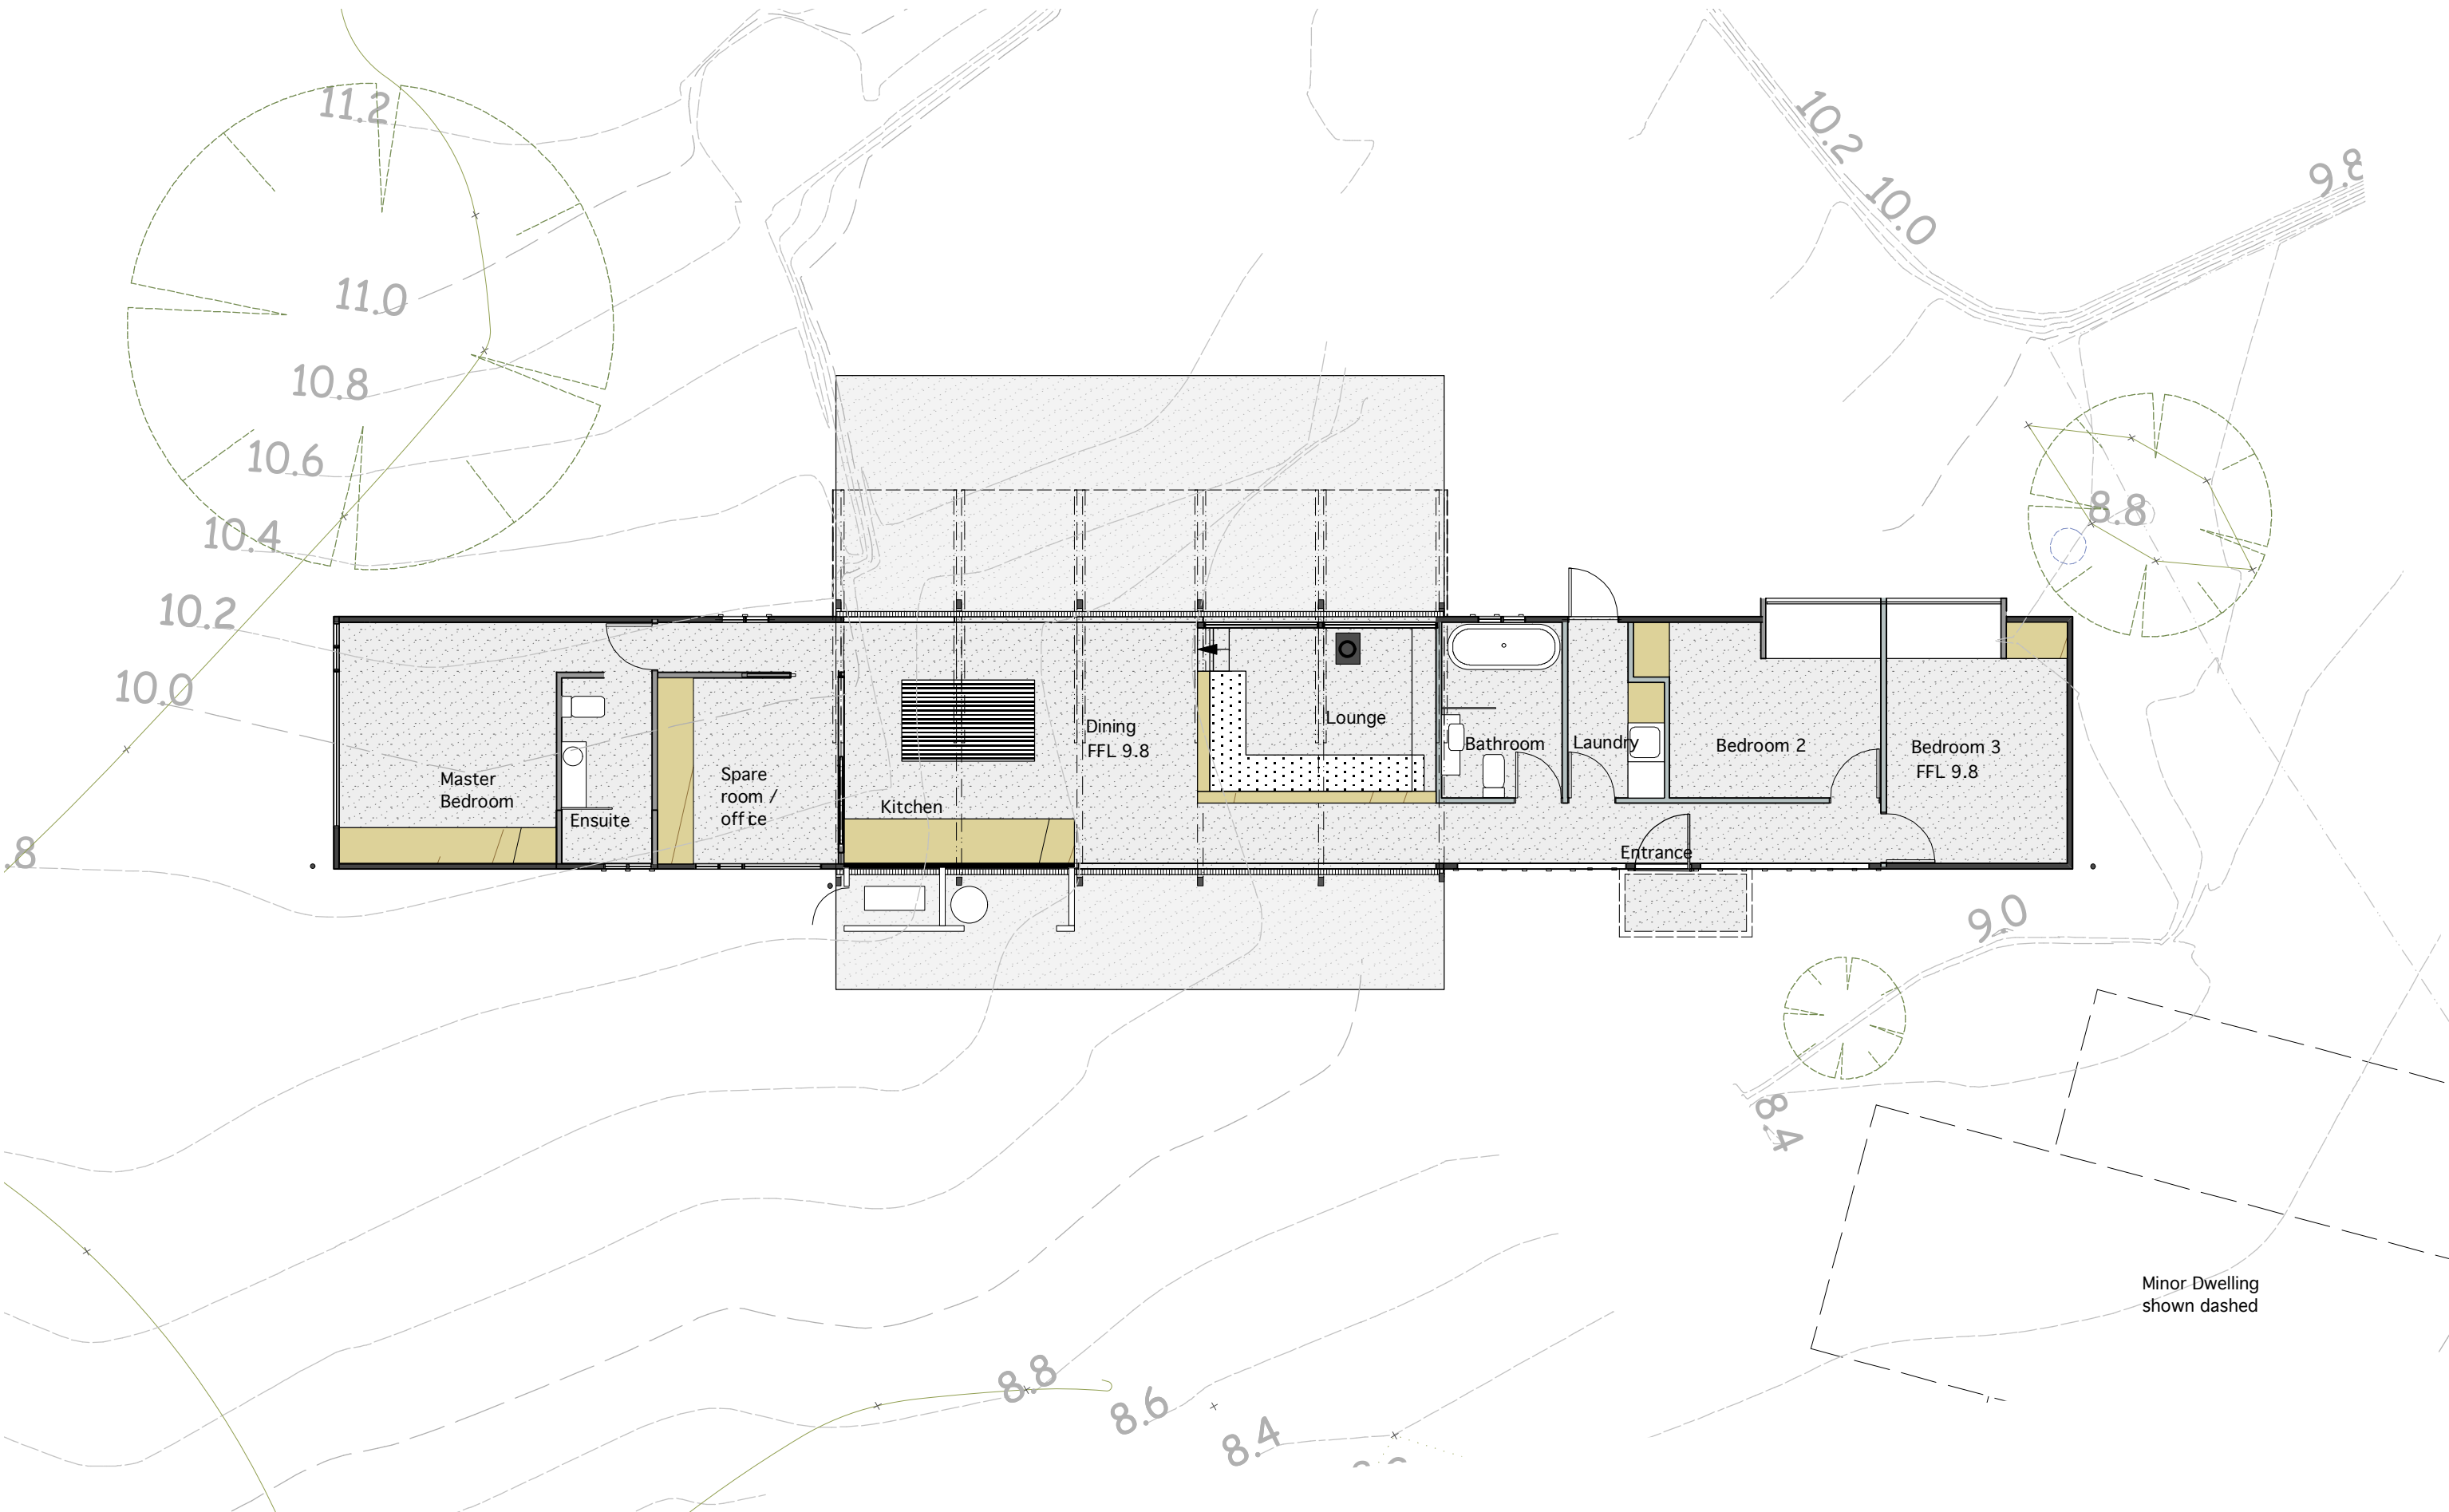 11.2
10.2
9.8
10.0
11.0
10.8
10.6
8.8
10.4
10.2
10.0
Lounge
Dining
FFL 9.8
Bathroom
Laundry
Bedroom 2
Bedroom 3
FFL 9.8
Master
Bedroom
Spare
room /
office
Kitchen
Ensuite
Entrance
.8
9.0
8.4
Minor Dwelling
shown dashed
8.8
8.6
8.4